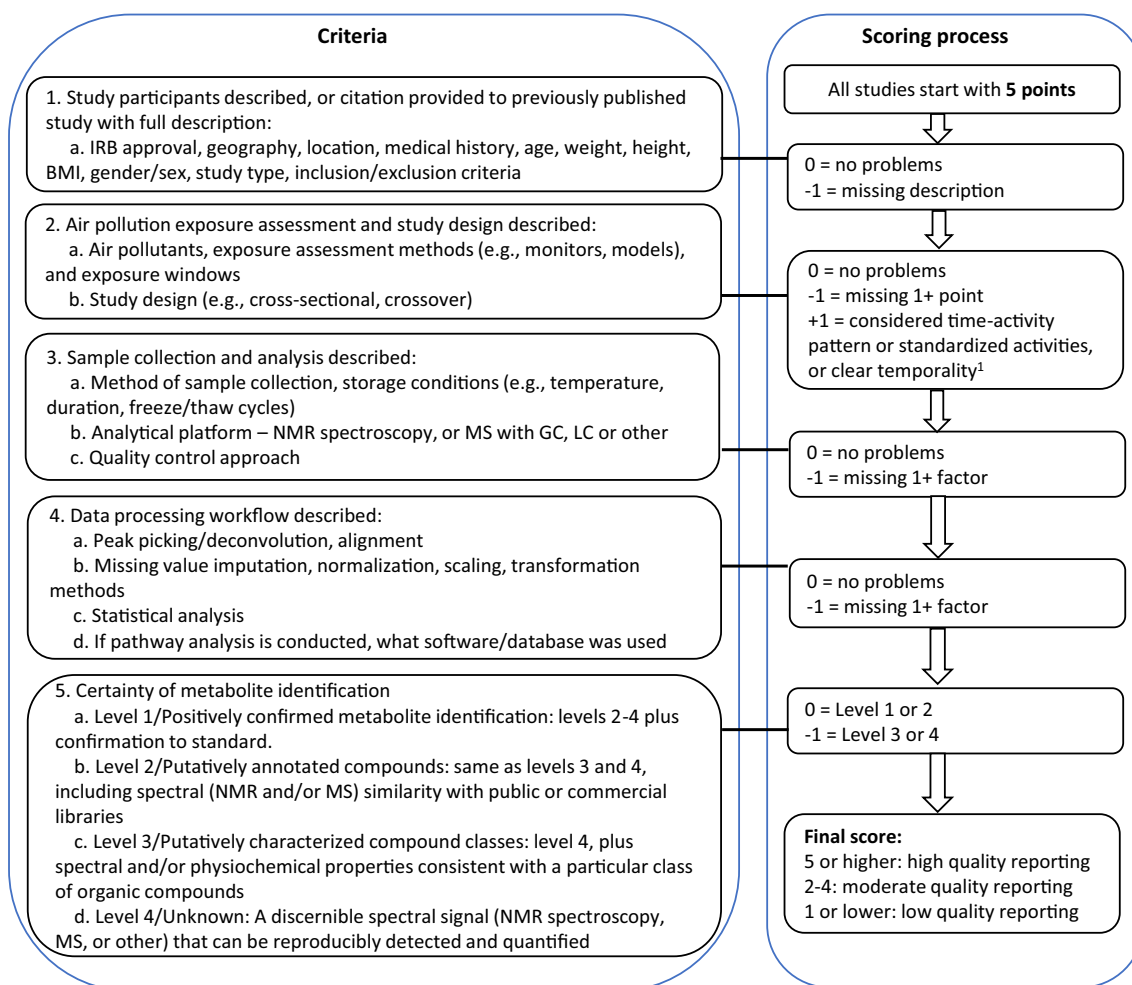 Criteria
1. Study participants described, or citation provided to previously published
study with full description:
a. IRB approval, geography, location, medical history, age, weight, height,
BMI, gender/sex, study type, inclusion/exclusion criteria
2. Air pollution exposure assessment and study design described:
a. Air pollutants, exposure assessment methods (e.g., monitors, models),
and exposure windows
b. Study design (e.g., cross-sectional, crossover)
3. Sample collection and analysis described:
a. Method of sample collection, storage conditions (e.g., temperature,
duration, freeze/thaw cycles)
b. Analytical platform – NMR spectroscopy, or MS with GC, LC or other
c. Quality control approach
4. Data processing workflow described:
a. Peak picking/deconvolution, alignment
b. Missing value imputation, normalization, scaling, transformation
methods
c. Statistical analysis
d. If pathway analysis is conducted, what software/database was used
5. Certainty of metabolite identification
a. Level 1/Positively confirmed metabolite identification: levels 2-4 plus
confirmation to standard.
b. Level 2/Putatively annotated compounds: same as levels 3 and 4,
including spectral (NMR and/or MS) similarity with public or commercial
libraries
c. Level 3/Putatively characterized compound classes: level 4, plus
spectral and/or physiochemical properties consistent with a particular class
of organic compounds
d. Level 4/Unknown: A discernible spectral signal (NMR spectroscopy,
MS, or other) that can be reproducibly detected and quantified
Scoring process
All studies start with 5 points
0 = no problems
-1 = missing description
0 = no problems
-1 = missing 1+ point
+1 = considered time-activity
pattern or standardized activities,
or clear temporality1
0 = no problems
-1 = missing 1+ factor
0 = no problems
-1 = missing 1+ factor
0 = Level 1 or 2
-1 = Level 3 or 4
Final score:
5 or higher: high quality reporting
2-4: moderate quality reporting
1 or lower: low quality reporting